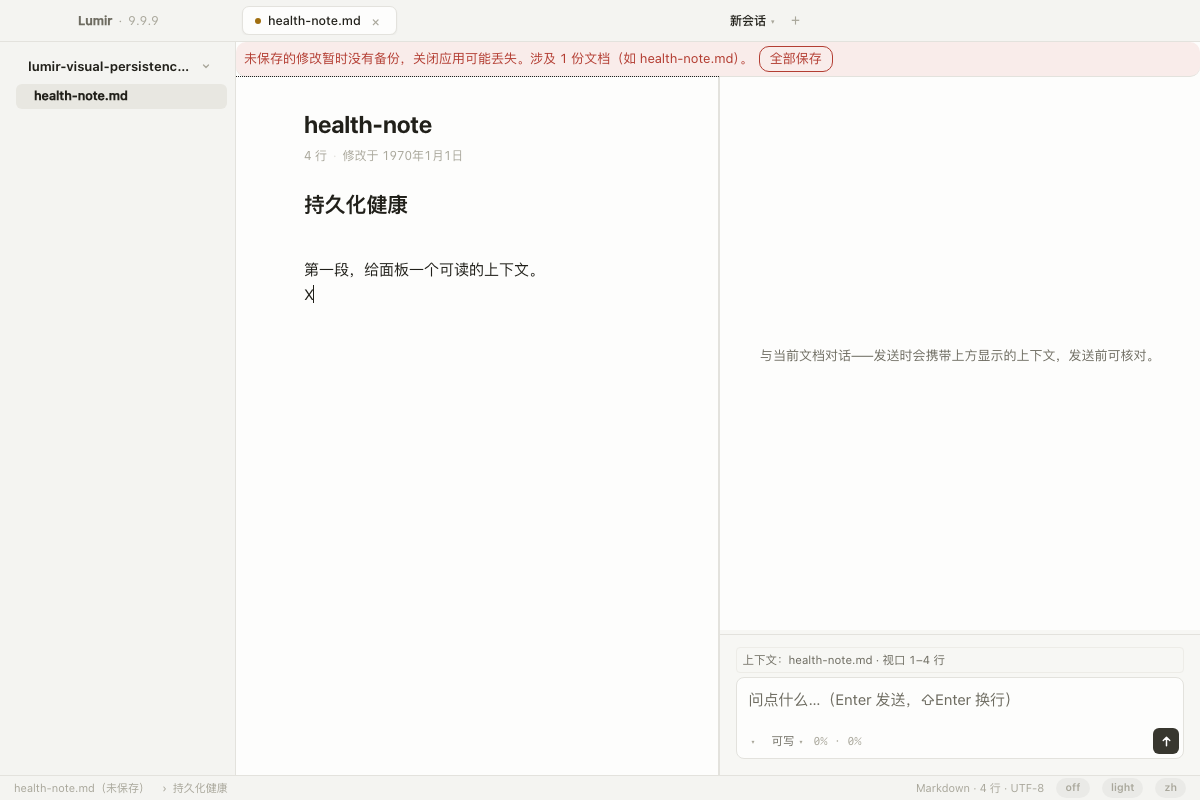 Lumir · 9.9.9
health-note.md ×
新会话 +
lumir-visual-persistenc...
health-note.md
未保存的修改暂时没有备份，关闭应用可能丢失。涉及 1 份文档（如 health-note.md）。 全部保存
health-note
4 行 · 修改于 1970年1月1日
持久化健康
第一段，给面板一个可读的上下文。
X
与当前文档对话——发送时会携带上方显示的上下文，发送前可核对。
上下文：health-note.md · 视口 1–4 行
问点什么...（Enter 发送，⇧Enter 换行）
可写 0% · 0%
health-note.md（未保存） › 持久化健康
Markdown · 4 行 · UTF-8 off light zh